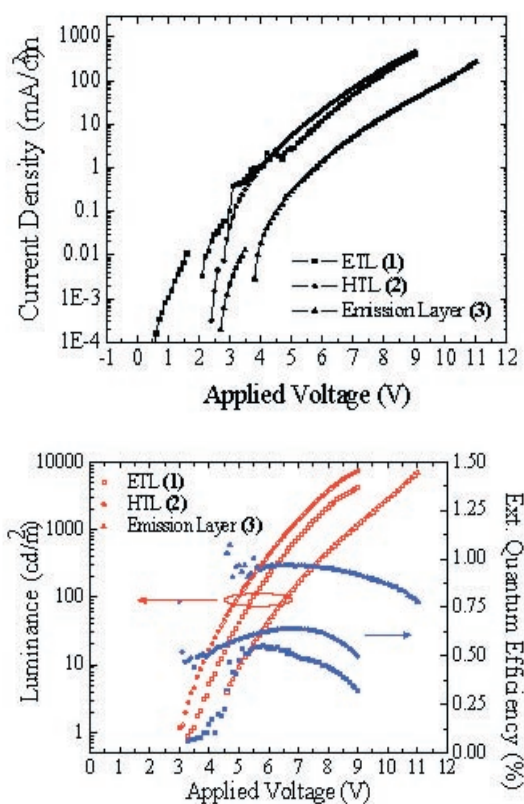 1000
100
10
1
0.1
0.01
1E-3
1E-4
Current Density (mA/cm²)
ETL (1)
HTL (2)
Emission Layer (3)
-1 0 1 2 3 4 5 6 7 8 9 10 11 12
Applied Voltage (V)
10000
1000
100
10
1
Luminance (cd/m²)
ETL (1)
HTL (2)
Emission Layer (3)
1.50
1.25
1.00
0.75
0.50
0.25
0.00
Ext. Quantum Efficiency (%)
0 1 2 3 4 5 6 7 8 9 10 11 12
Applied Voltage (V)